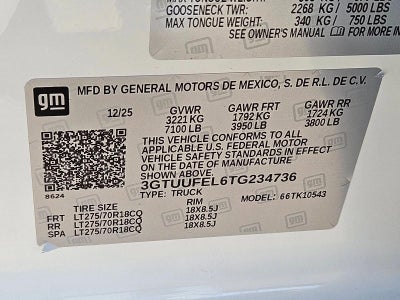 GOOSENECK TWR: 2268 KG / 5000 LBS
MAX TONGUE WEIGHT: 340 KG / 750 LBS
SEE OWNER'S MANUAL FOR MORE IN
gm
MFD BY GENERAL MOTORS DE MEXICO, S. DE R.L. DE C.V.
12/25 GVWR GAWR FRT GAWR RR
3221 KG 1792 KG 1724 KG
7100 LB 3950 LB 3800 LB
THIS VEHICLE CONFORMS TO ALL
APPLICABLE U.S. FEDERAL MOTOR
VEHICLE SAFETY STANDARDS IN EFFECT
ON THE DATE OF MANUFACTURE
SHOWN ABOVE.
3GTUUFEL6TG234736
8624 TYPE: TRUCK MODEL: 66TK10543
TIRE SIZE RIM
FRT LT275/70R18CQ 18X8.5J
RR LT275/70R18CQ 18X8.5J
SPA LT275/70R18CQ 18X8.5J